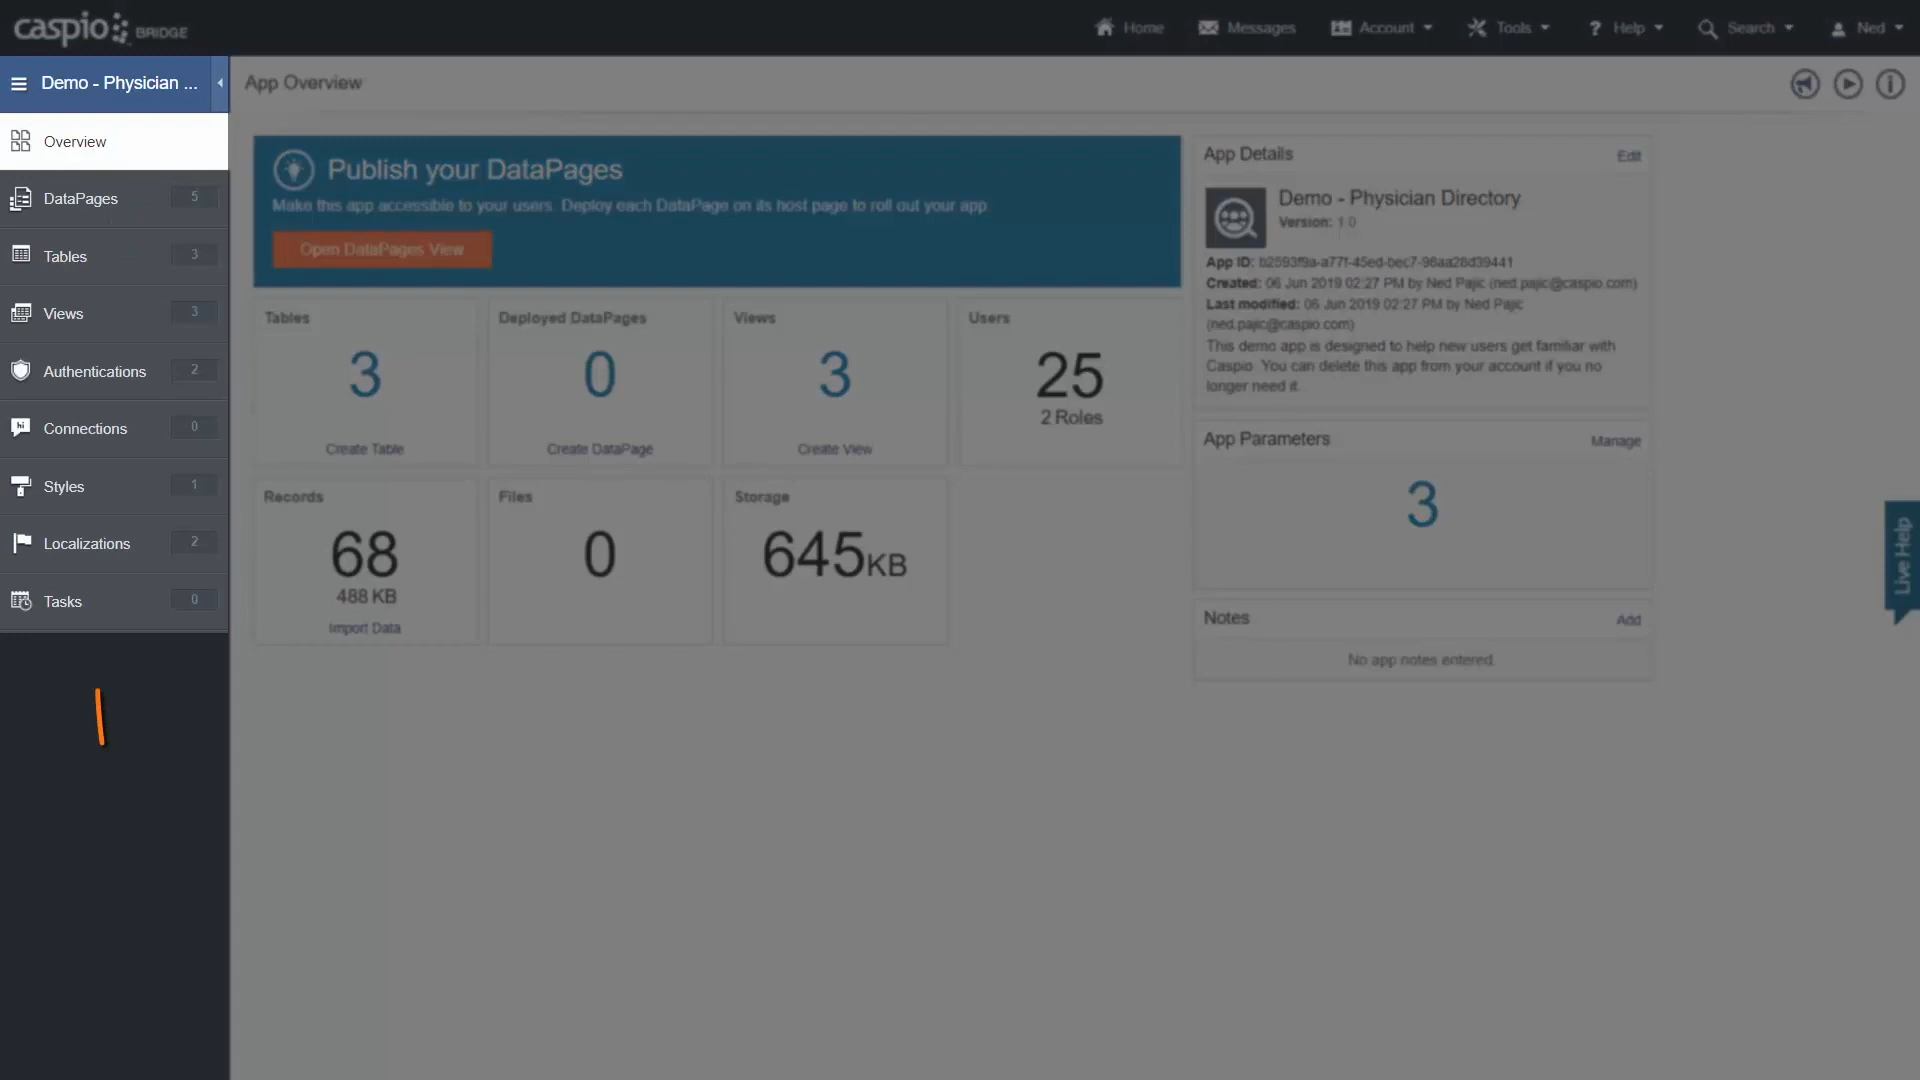 caspio BRIDGE
Home
Messages
Account
Tools
Help
Search
Ned
Demo - Physician ...
App Overview
Overview
DataPages 5
Tables 3
Views 3
Authentications 2
Connections 0
Styles 1
Localizations 2
Tasks 0
Publish your DataPages
Make this app accessible to your users. Deploy each DataPage on its host page to roll out your app.
Open DataPages View
Tables
3
Create Table
Deployed DataPages
0
Create DataPage
Views
3
Create View
Users
25
2 Roles
Records
68
488 KB
Import Data
Files
0
Storage
645KB
App Details
Edit
Demo - Physician Directory
Version: 1.0
App ID: b2593f9a-a77f-45ed-bec7-98aa28d39441
Created: 06 Jun 2019 02:27 PM by Ned Pajic (ned.pajic@caspio.com)
Last modified: 06 Jun 2019 02:27 PM by Ned Pajic
(ned.pajic@caspio.com)
This demo app is designed to help new users get familiar with
Caspio. You can delete this app from your account if you no
longer need it.
App Parameters
Manage
3
Notes
Add
No app notes entered.
Live Help